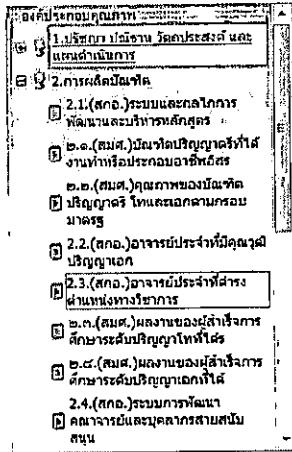 องค์ประกอบคุณภาพ
1.ปรัชญา ปณิธาน วัตถุประสงค์ และ
แผนดำเนินการ
2.การผลิตบัณฑิต
2.1.(สกอ.)ระบบและกลไกการ
พัฒนาและบริหารหลักสูตร
๒.๑.(สมศ.)บัณฑิตปริญญาตรีที่ได้
งานทำหรือประกอบอาชีพอิสร
๒.๒.(สมศ.)คุณภาพของบัณฑิต
ปริญญาตรี โทและเอกตามกรอบ
มาตรฐ
2.2.(สกอ.)อาจารย์ประจำที่มีคุณวุฒิ
ปริญญาเอก
2.3.(สกอ.)อาจารย์ประจำที่ดำรง
ตำแหน่งทางวิชาการ
๒.๓.(สมศ.)ผลงานของผู้สำเร็จการ
ศึกษาระดับปริญญาโทที่ได้ร
๒.๔.(สมศ.)ผลงานของผู้สำเร็จการ
ศึกษาระดับปริญญาเอกที่ได้
2.4.(สกอ.)ระบบการพัฒนา
คณาจารย์และบุคลากรสายสนับ
สนุน